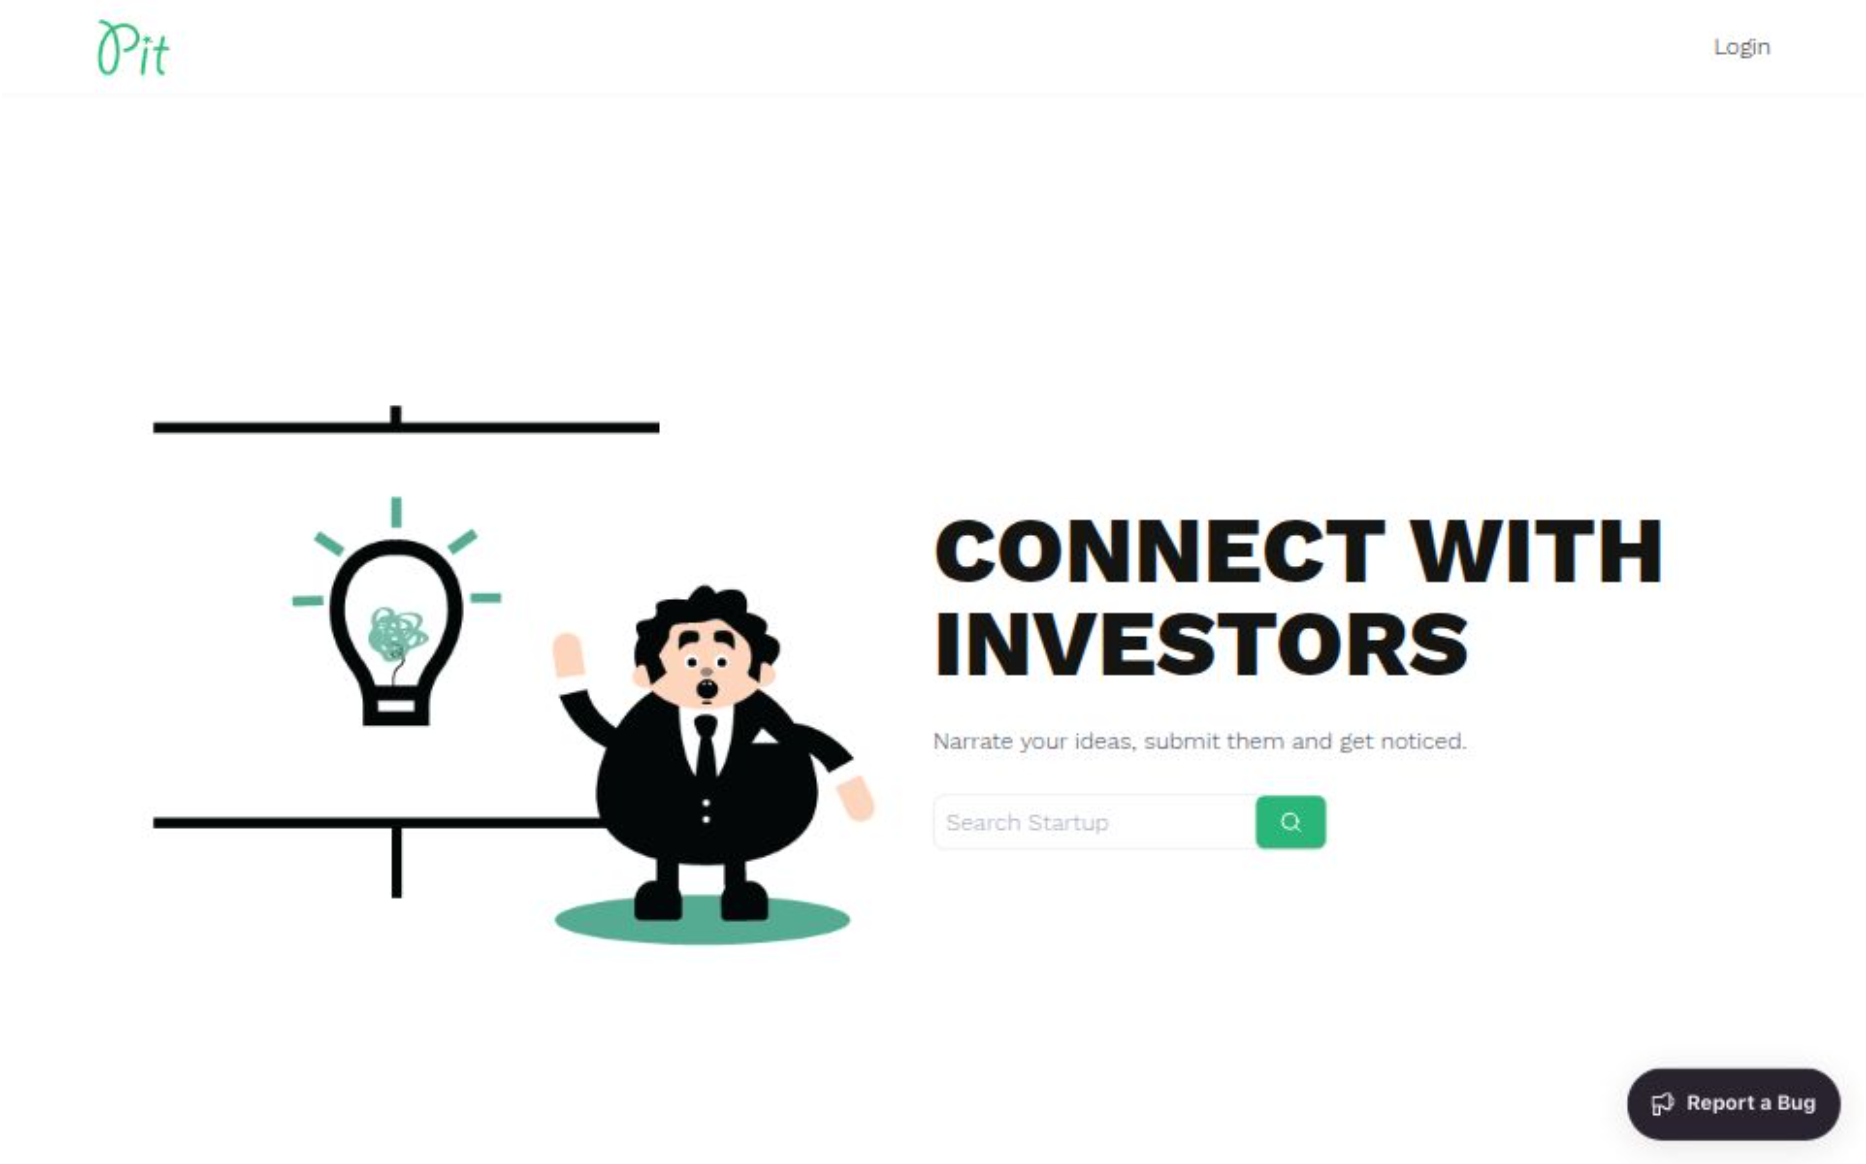 Pit
Login
CONNECT WITH
INVESTORS
Narrate your ideas, submit them and get noticed.
Search Startup
Report a Bug